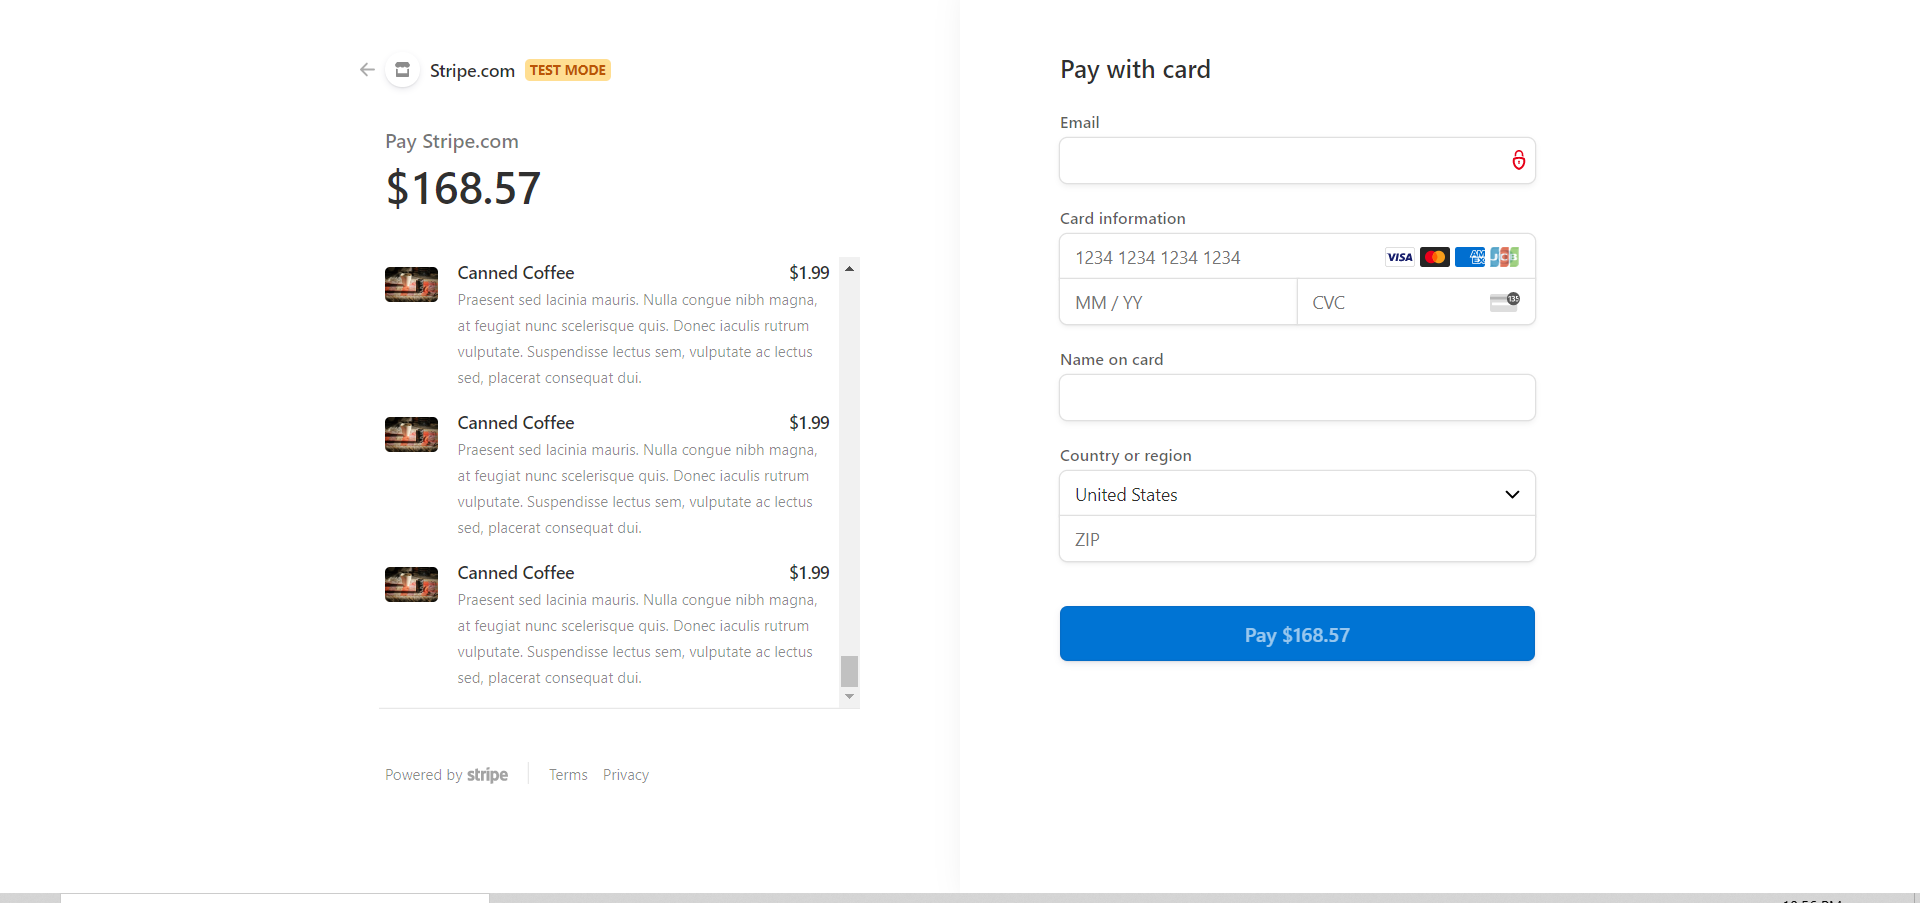 Stripe.com TEST MODE
Pay Stripe.com
$168.57
Canned Coffee $1.99
Praesent sed lacinia mauris. Nulla congue nibh magna,
at feugiat nunc scelerisque quis. Donec iaculis rutrum
vulputate. Suspendisse lectus sem, vulputate ac lectus
sed, placerat consequat dui.
Canned Coffee $1.99
Praesent sed lacinia mauris. Nulla congue nibh magna,
at feugiat nunc scelerisque quis. Donec iaculis rutrum
vulputate. Suspendisse lectus sem, vulputate ac lectus
sed, placerat consequat dui.
Canned Coffee $1.99
Praesent sed lacinia mauris. Nulla congue nibh magna,
at feugiat nunc scelerisque quis. Donec iaculis rutrum
vulputate. Suspendisse lectus sem, vulputate ac lectus
sed, placerat consequat dui.
Powered by stripe Terms Privacy
Pay with card
Email
Card information
1234 1234 1234 1234 VISA AMEX JCB
MM / YY CVC 135
Name on card
Country or region
United States
ZIP
Pay $168.57